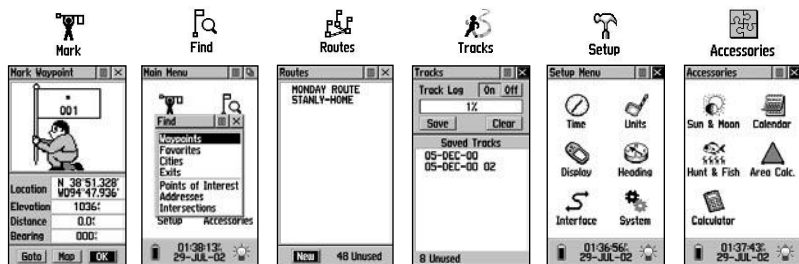 Mark
Find
Routes
Tracks
Setup
Accessories
Mark Waypoint
001
Location
N 38°51.328'
W094°47.936'
Elevation
1036
Distance
0.0
Bearing
000
Goto
Map
OK
Main Menu
Find
Waypoints
Favorites
Cities
Exits
Points of Interest
Addresses
Intersections
Setup
Accessories
01:38:13
29-JUL-02
Routes
MONDAY ROUTE
STANLY-HOME
New
48 Unused
Tracks
Track Log
On
Off
1%
Save
Clear
Saved Tracks
05-DEC-00
05-DEC-00 02
8 Unused
Setup Menu
Time
Units
Display
Heading
Interface
System
01:36:56
29-JUL-02
Accessories
Sun & Moon
Calendar
Hunt & Fish
Area Calc.
Calculator
01:37:43
29-JUL-02